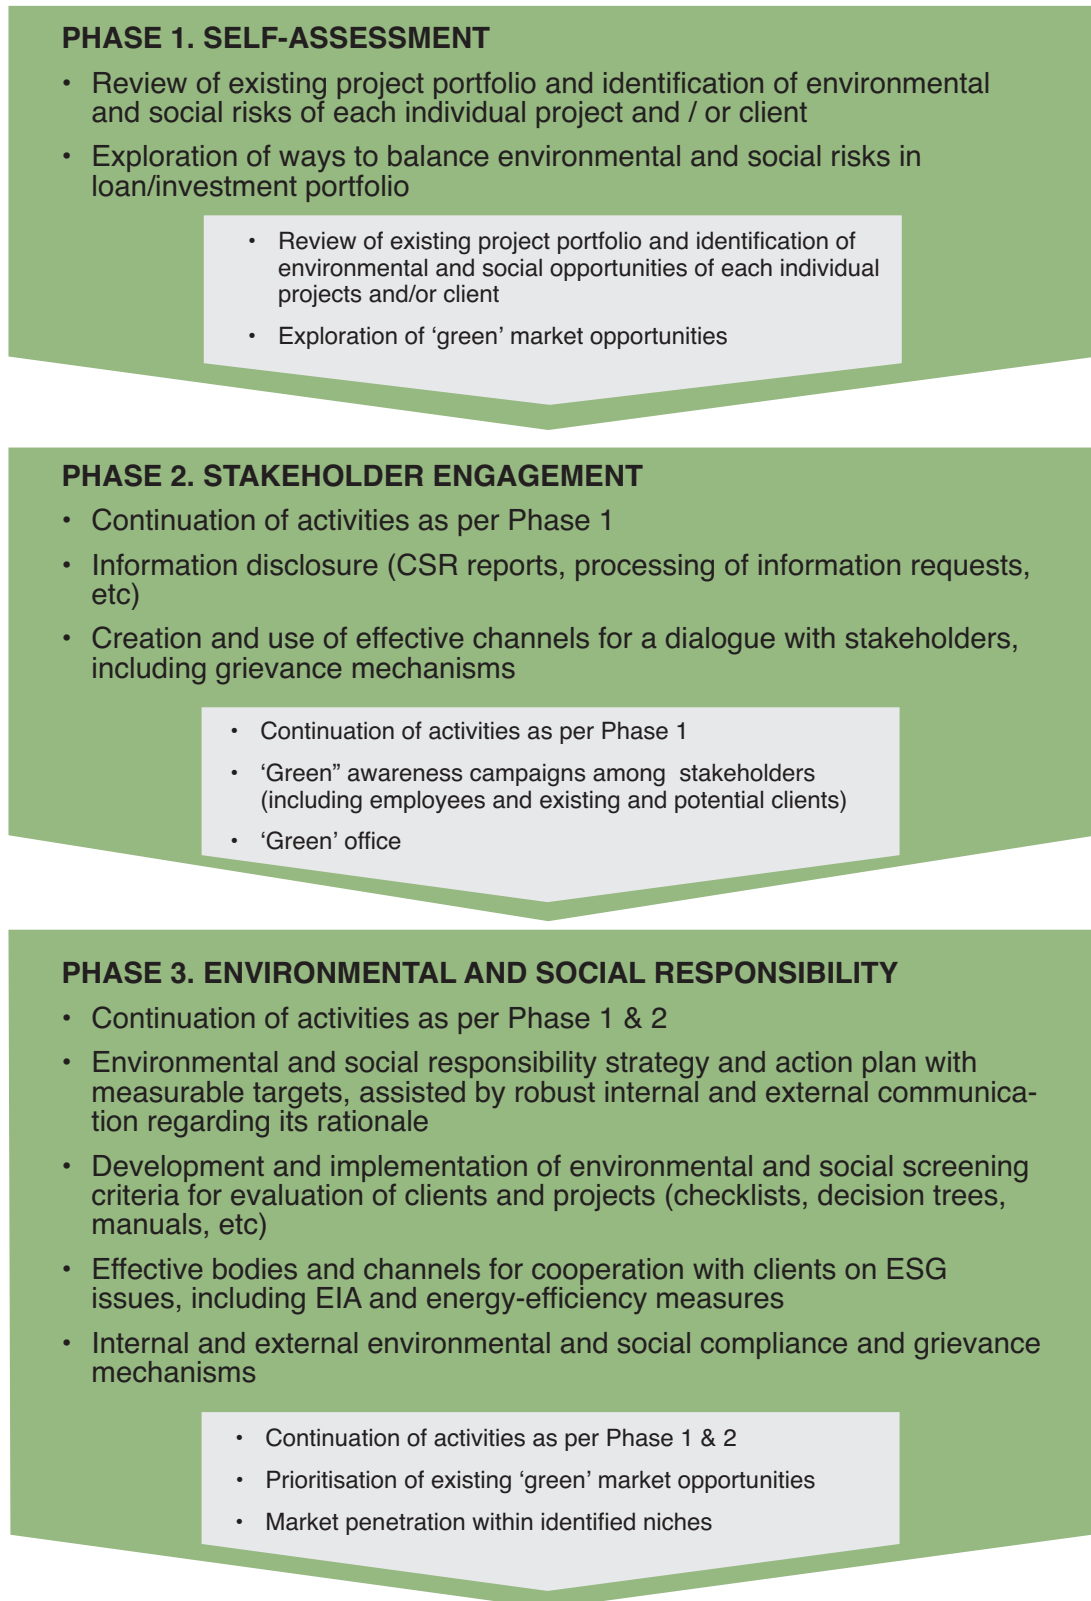 PHASE 1. SELF-ASSESSMENT
• Review of existing project portfolio and identification of environmental
and social risks of each individual project and / or client
• Exploration of ways to balance environmental and social risks in
loan/investment portfolio
• Review of existing project portfolio and identification of
environmental and social opportunities of each individual
projects and/or client
• Exploration of ‘green’ market opportunities
PHASE 2. STAKEHOLDER ENGAGEMENT
• Continuation of activities as per Phase 1
• Information disclosure (CSR reports, processing of information requests,
etc)
• Creation and use of effective channels for a dialogue with stakeholders,
including grievance mechanisms
• Continuation of activities as per Phase 1
• ‘Green” awareness campaigns among stakeholders
(including employees and existing and potential clients)
• ‘Green’ office
PHASE 3. ENVIRONMENTAL AND SOCIAL RESPONSIBILITY
• Continuation of activities as per Phase 1 & 2
• Environmental and social responsibility strategy and action plan with
measurable targets, assisted by robust internal and external communica-
tion regarding its rationale
• Development and implementation of environmental and social screening
criteria for evaluation of clients and projects (checklists, decision trees,
manuals, etc)
• Effective bodies and channels for cooperation with clients on ESG
issues, including EIA and energy-efficiency measures
• Internal and external environmental and social compliance and grievance
mechanisms
• Continuation of activities as per Phase 1 & 2
• Prioritisation of existing ‘green’ market opportunities
• Market penetration within identified niches